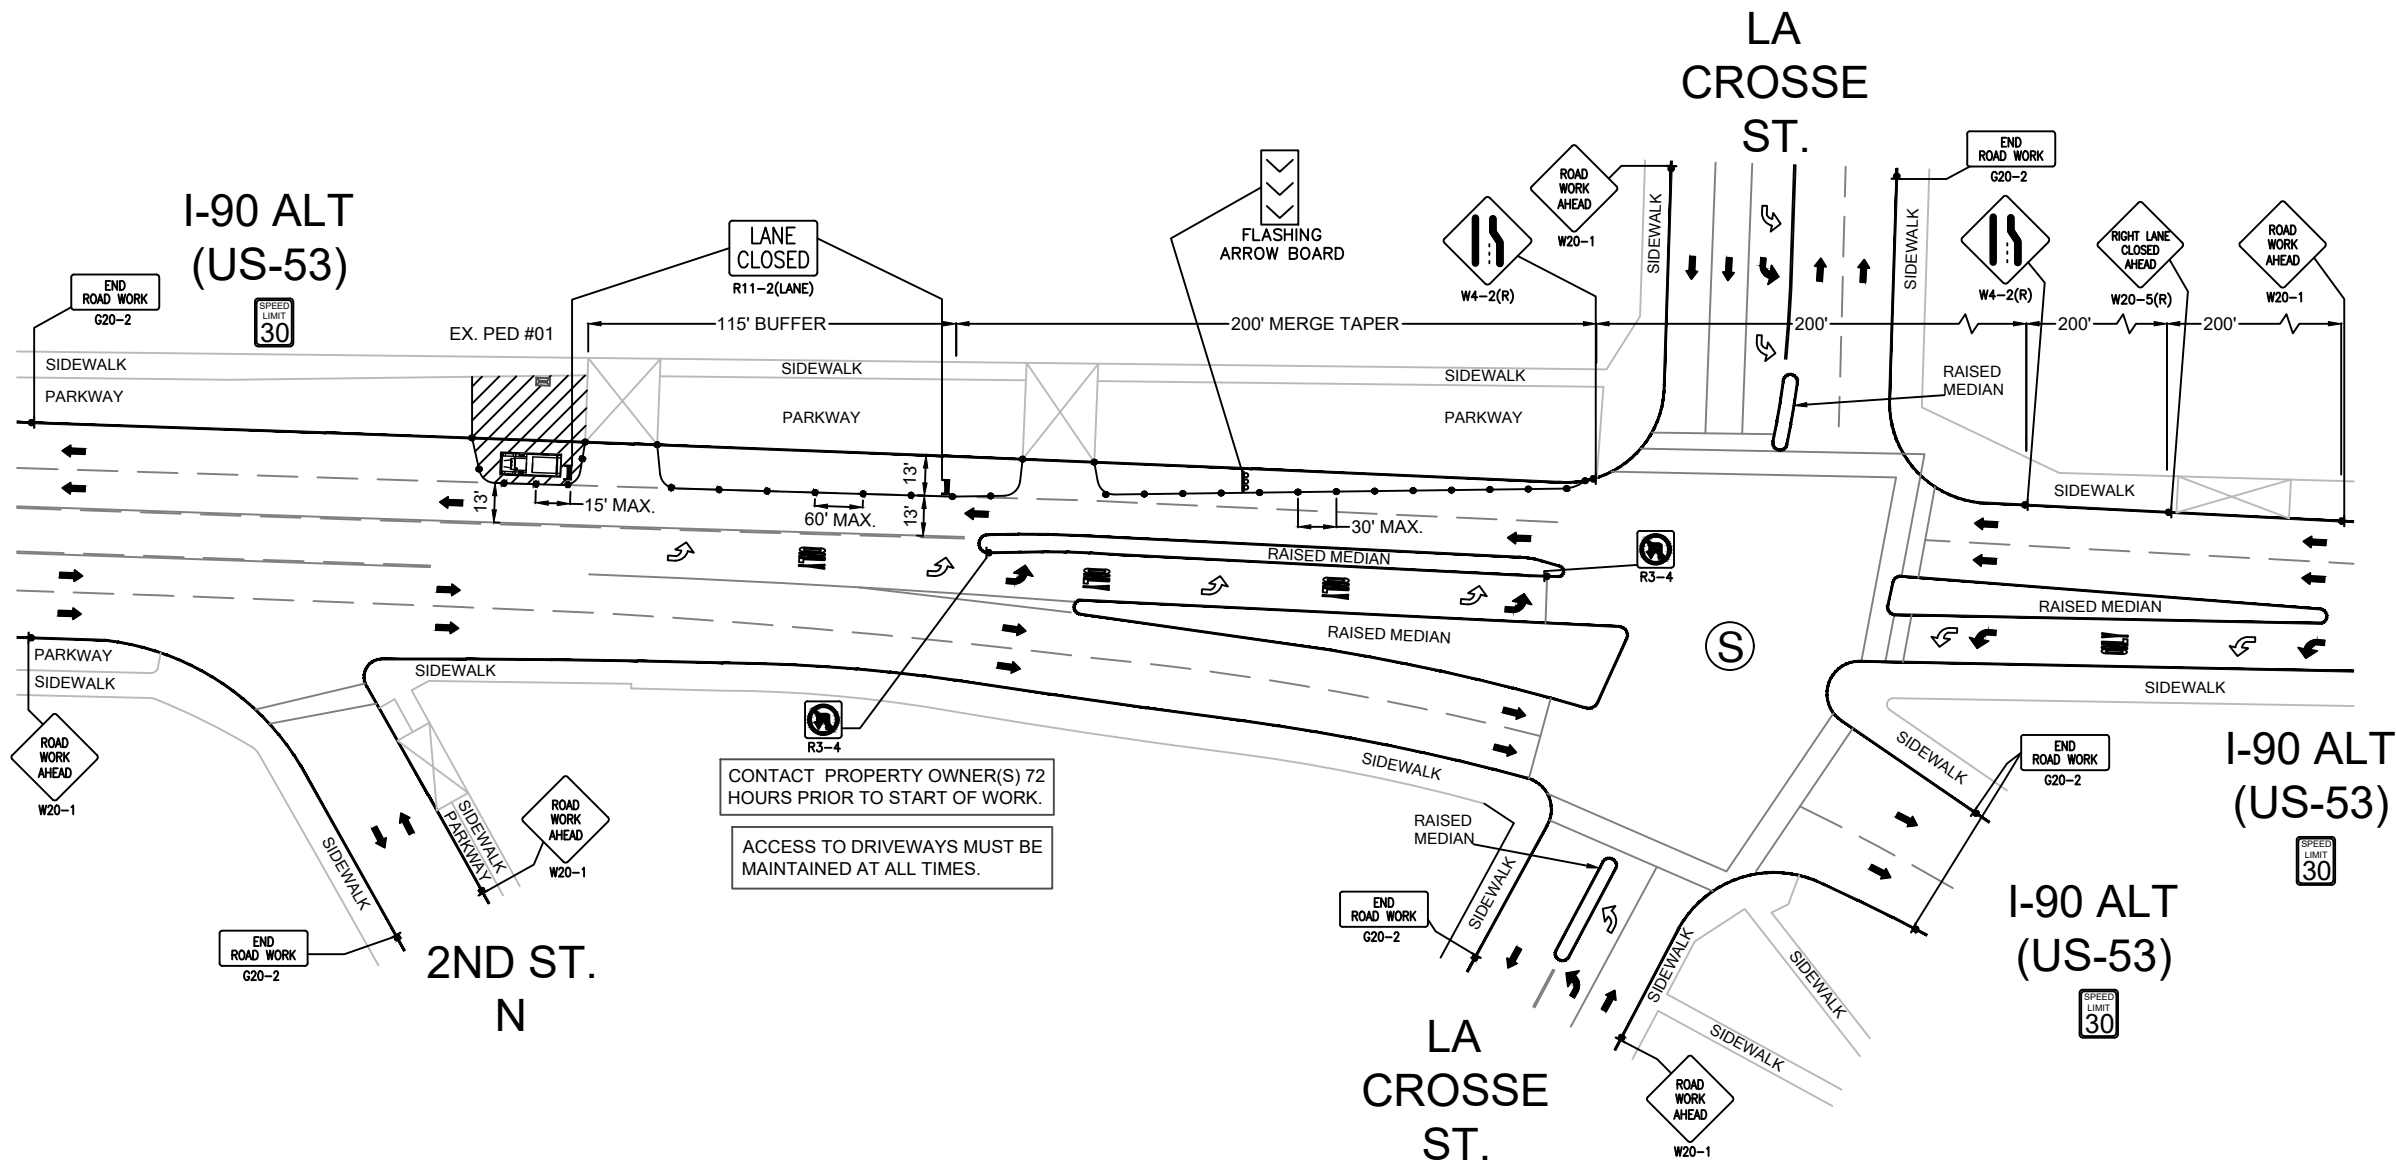 LA
CROSSE
ST.
I-90 ALT
(US-53)
SPEED
LIMIT
30
END
ROAD WORK
G20-2
EX. PED #01
LANE
CLOSED
R11-2(LANE)
FLASHING
ARROW BOARD
W4-2(R)
ROAD
WORK
AHEAD
W20-1
END
ROAD WORK
G20-2
W4-2(R)
RIGHT LANE
CLOSED
AHEAD
W20-5(R)
ROAD
WORK
AHEAD
W20-1
115' BUFFER
200' MERGE TAPER
200'
200'
200'
SIDEWALK
PARKWAY
SIDEWALK
PARKWAY
SIDEWALK
PARKWAY
SIDEWALK
SIDEWALK
RAISED
MEDIAN
SIDEWALK
13'
15' MAX.
60' MAX.
13'
13'
30' MAX.
RAISED MEDIAN
R3-4
RAISED MEDIAN
RAISED MEDIAN
S
PARKWAY
SIDEWALK
SIDEWALK
SIDEWALK
ROAD
WORK
AHEAD
W20-1
R3-4
CONTACT PROPERTY OWNER(S) 72
HOURS PRIOR TO START OF WORK.
ACCESS TO DRIVEWAYS MUST BE
MAINTAINED AT ALL TIMES.
SIDEWALK
SIDEWALK
PARKWAY
SIDEWALK
ROAD
WORK
AHEAD
W20-1
END
ROAD WORK
G20-2
2ND ST.
N
SIDEWALK
RAISED
MEDIAN
SIDEWALK
END
ROAD WORK
G20-2
LA
CROSSE
ST.
SIDEWALK
END
ROAD WORK
G20-2
I-90 ALT
(US-53)
SPEED
LIMIT
30
I-90 ALT
(US-53)
SPEED
LIMIT
30
SIDEWALK
SIDEWALK
SIDEWALK
ROAD
WORK
AHEAD
W20-1